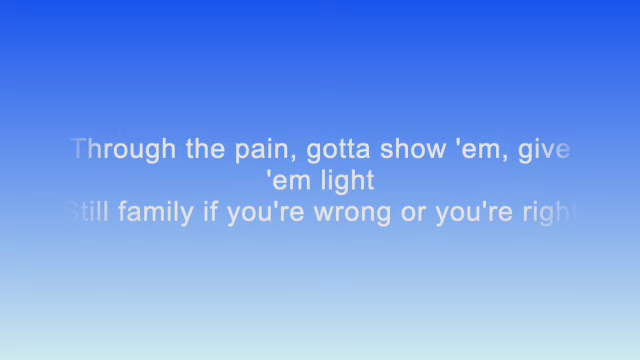 Through the pain, gotta show 'em, give
'em light
Still family if you're wrong or you're right